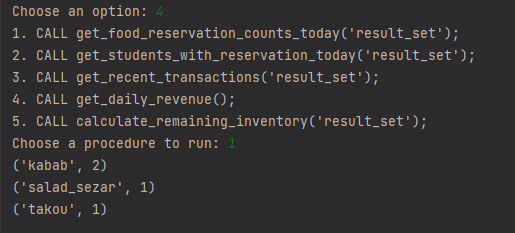 Choose an option: 4
1. CALL get_food_reservation_counts_today('result_set');
2. CALL get_students_with_reservation_today('result_set');
3. CALL get_recent_transactions('result_set');
4. CALL get_daily_revenue();
5. CALL calculate_remaining_inventory('result_set');
Choose a procedure to run: 1
('kabab', 2)
('salad_sezar', 1)
('takou', 1)